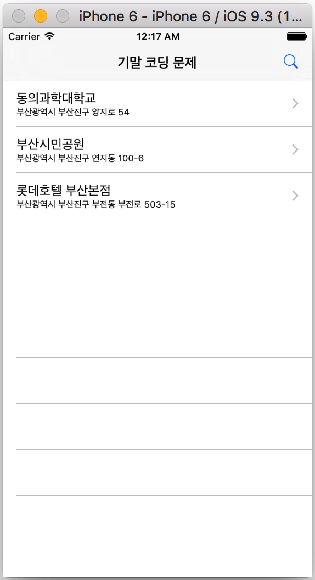 iPhone 6 - iPhone 6 / iOS 9.3 (1...
Carrier 12:17 AM
기말 코딩 문제
동의과학대학교
부산광역시 부산진구 양지로 54
부산시민공원
부산광역시 부산진구 연지동 100-6
롯데호텔 부산본점
부산광역시 부산진구 부전동 부전로 503-15